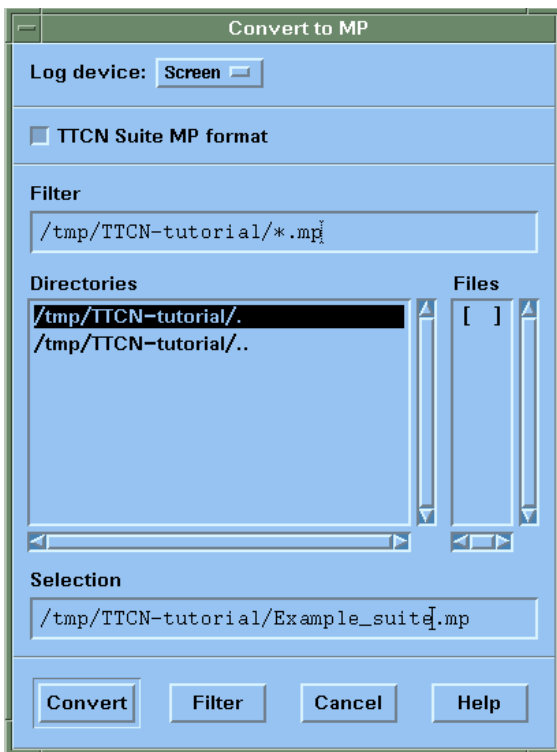 Convert to MP
Log device: Screen
TTCN Suite MP format
Filter
/tmp/TTCN-tutorial/*.mp
Directories
Files
/tmp/TTCN-tutorial/.
[ ]
/tmp/TTCN-tutorial/..
Selection
/tmp/TTCN-tutorial/Example_suite.mp
Convert
Filter
Cancel
Help